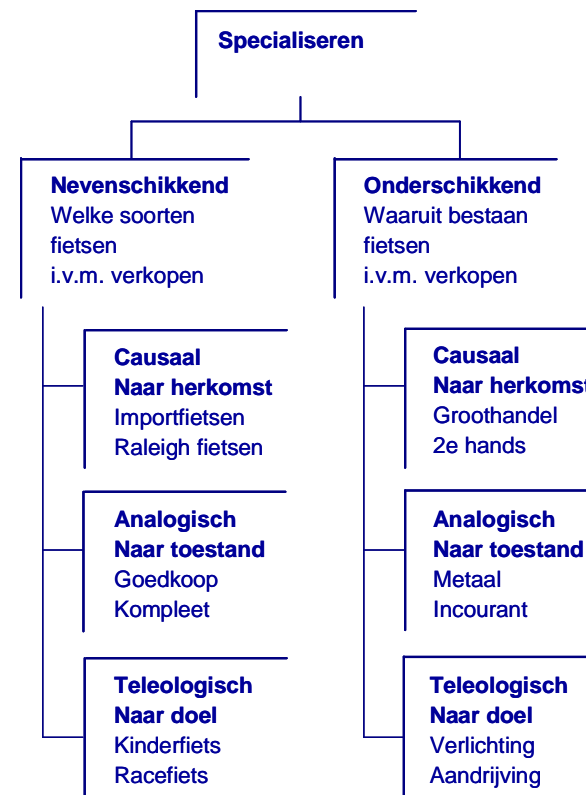 Specialiseren
Nevenschikkend
Welke soorten
fietsen
i.v.m. verkopen
Causaal
Naar herkomst
Importfietsen
Raleigh fietsen
Analogisch
Naar toestand
Goedkoop
Kompleet
Teleologisch
Naar doel
Kinderfiets
Racefiets
Onderschikkend
Waaruit bestaan
fietsen
i.v.m. verkopen
Causaal
Naar herkomst
Groothandel
2e hands
Analogisch
Naar toestand
Metaal
Incourant
Teleologisch
Naar doel
Verlichting
Aandrijving